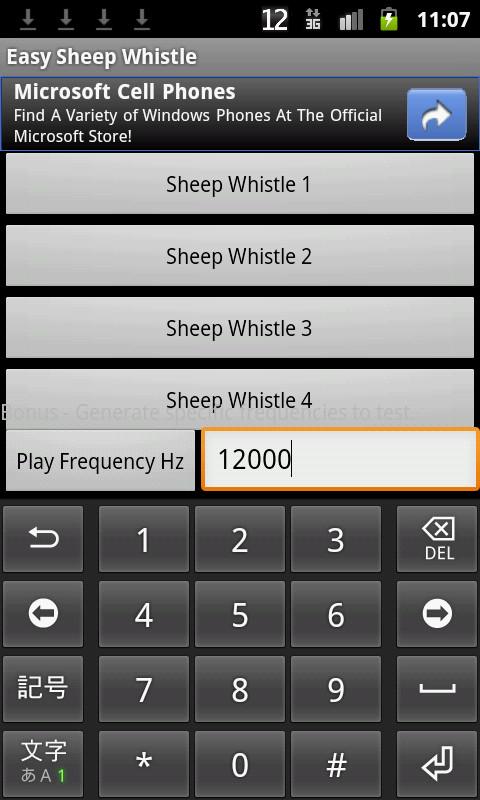 12 3G 11:07
Easy Sheep Whistle
Microsoft Cell Phones
Find A Variety of Windows Phones At The Official
Microsoft Store!
Sheep Whistle 1
Sheep Whistle 2
Sheep Whistle 3
Sheep Whistle 4
Bonus - Generate specific frequencies to test.
Play Frequency Hz 12000
1 2 3 DEL
4 5 6
記号 7 8 9
文字 * 0 #
あ A 1